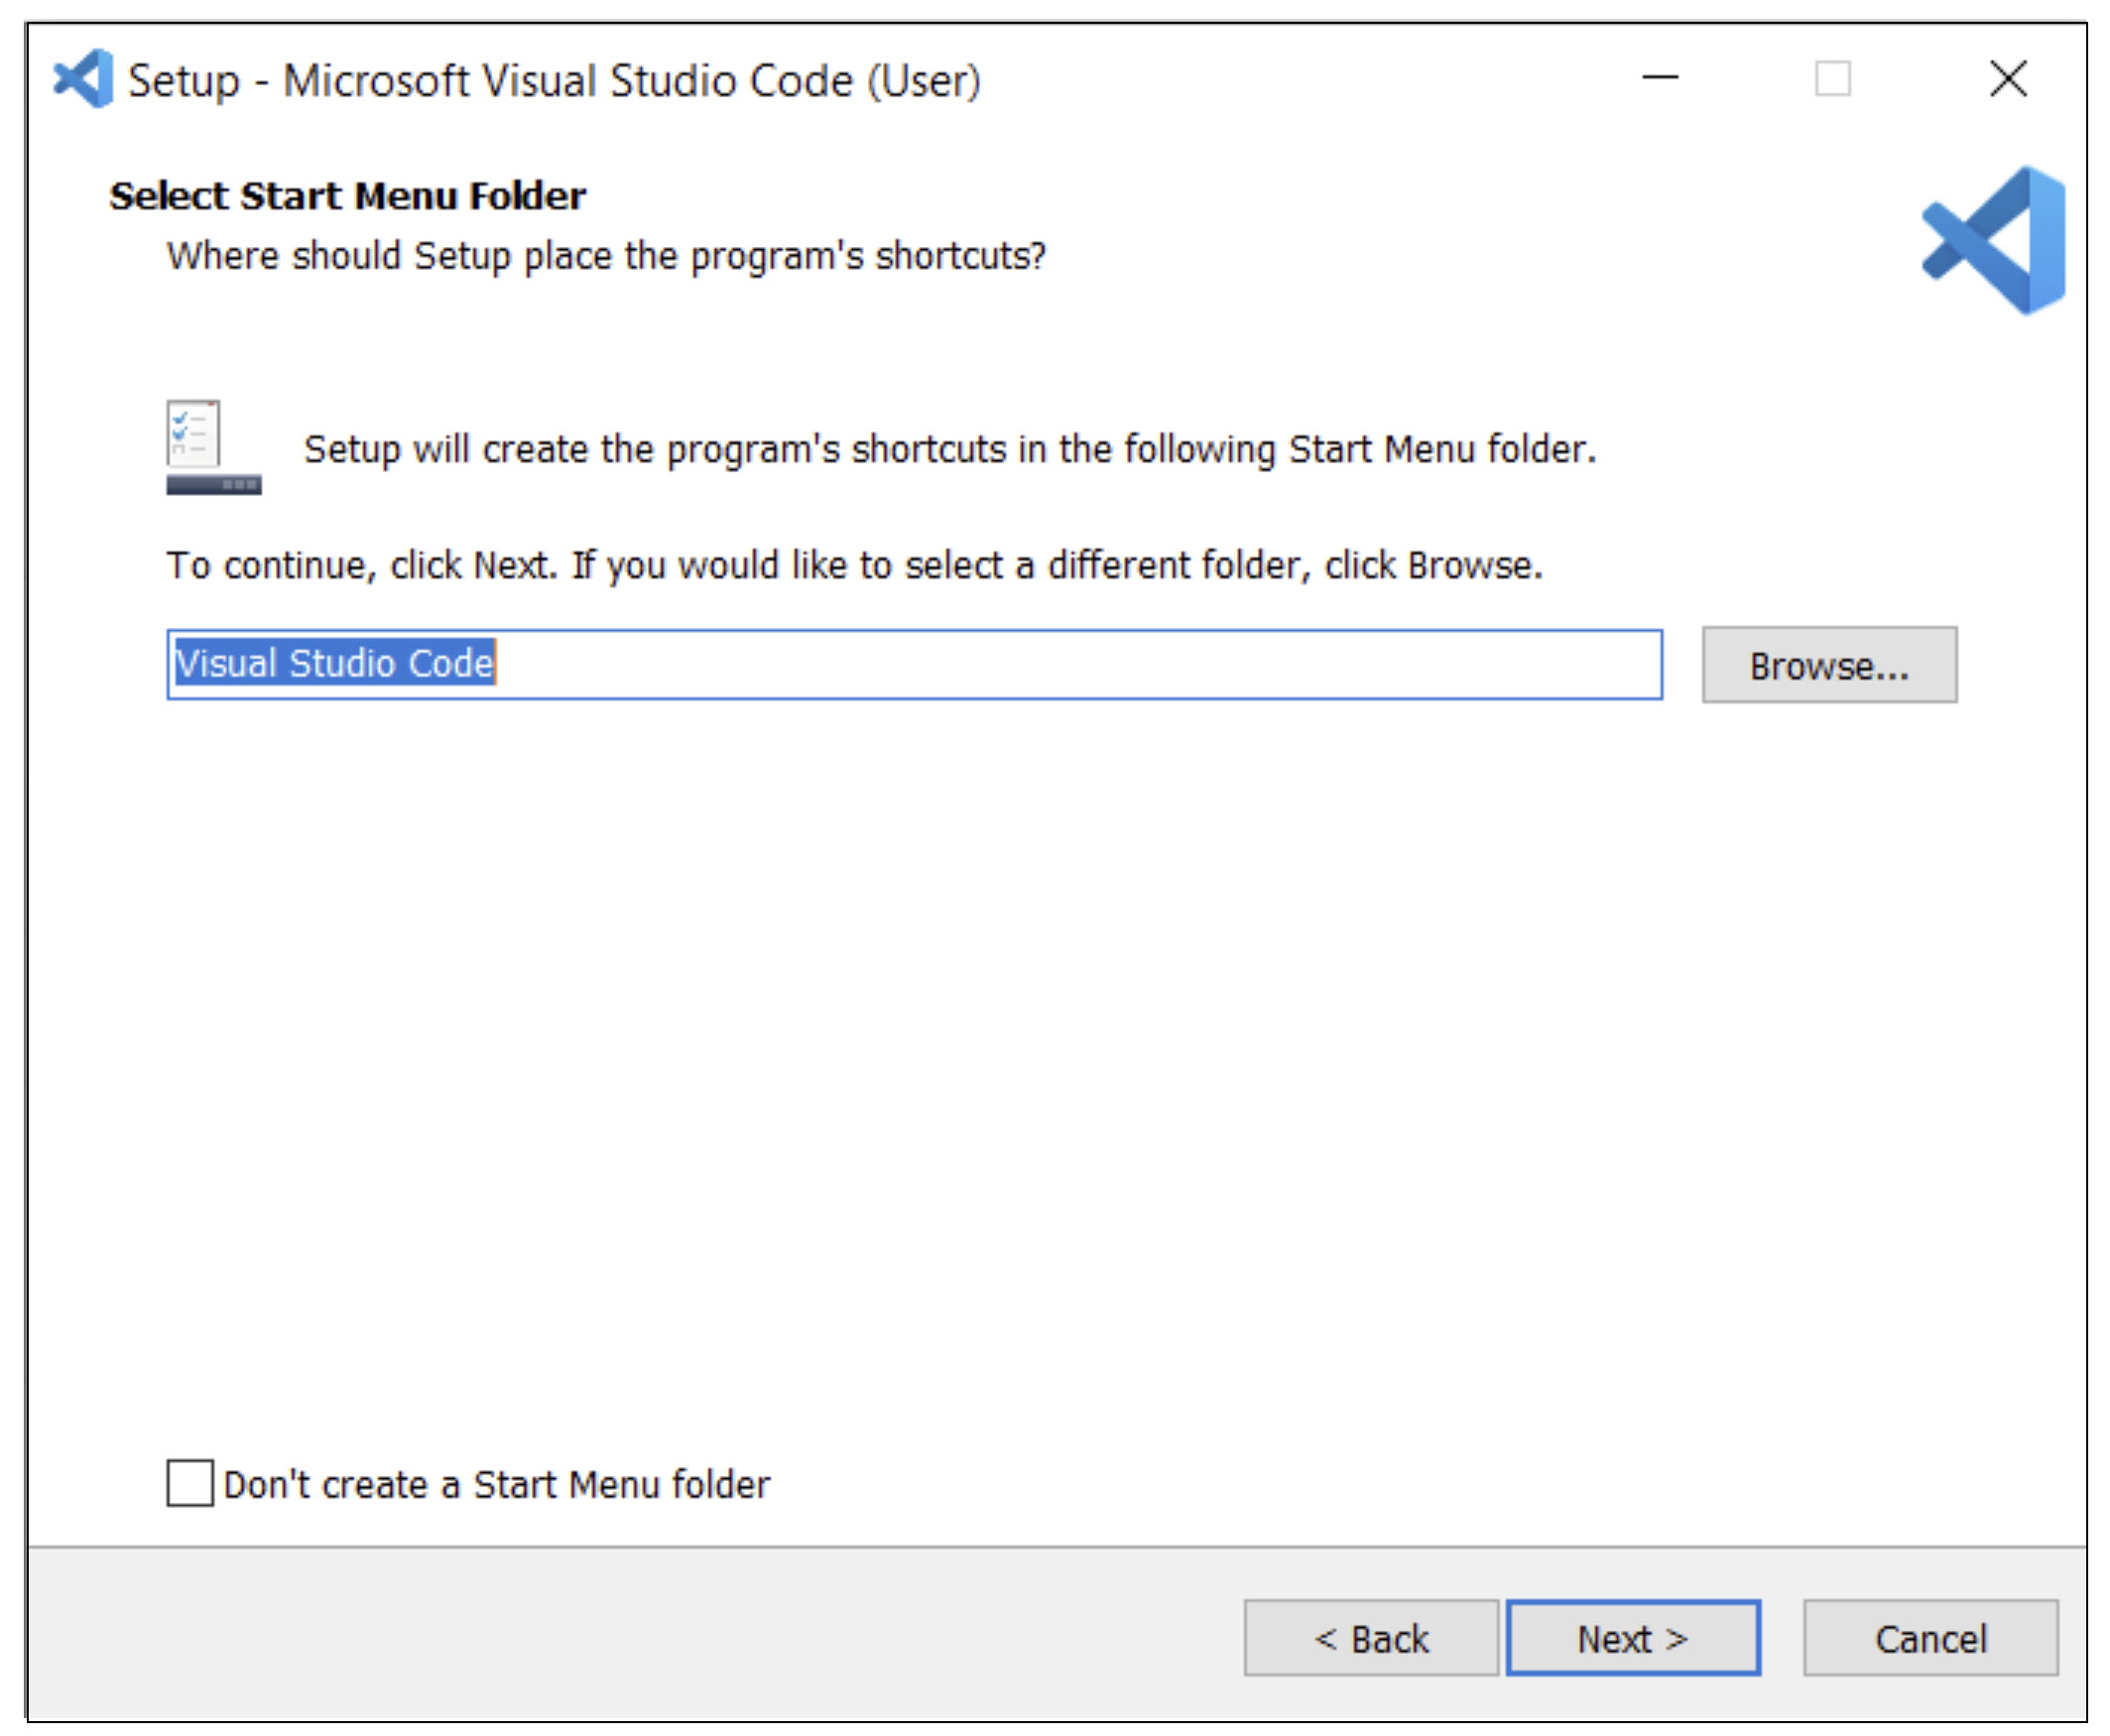 Setup - Microsoft Visual Studio Code (User)
Select Start Menu Folder
Where should Setup place the program's shortcuts?
Setup will create the program's shortcuts in the following Start Menu folder.
To continue, click Next. If you would like to select a different folder, click Browse.
Visual Studio Code
Browse...
Don't create a Start Menu folder
< Back
Next >
Cancel